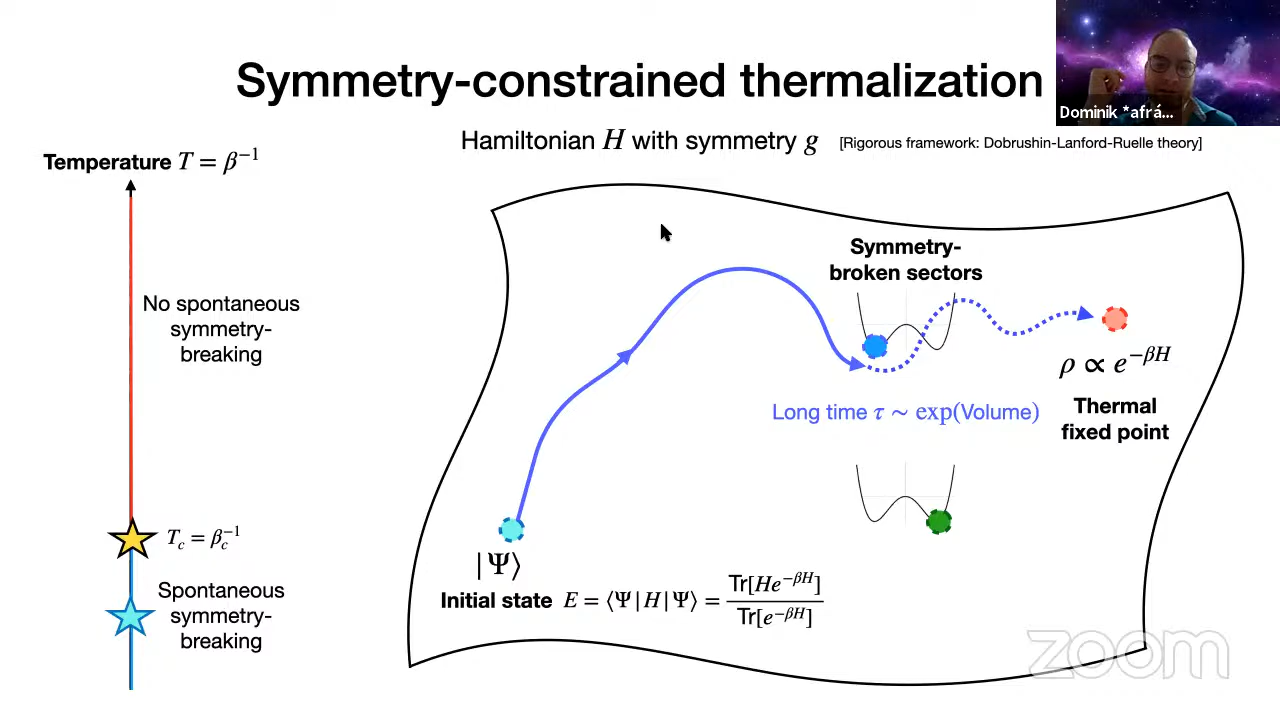 Symmetry-constrained thermalization
Dominik *afrá...
Hamiltonian H with symmetry g [Rigorous framework: Dobrushin-Lanford-Ruelle theory]
Temperature T = β⁻¹
No spontaneous
symmetry-
breaking
T_c = β_c⁻¹
Spontaneous
symmetry-
breaking
Symmetry-
broken sectors
ρ ∝ e^{−βH}
Thermal
fixed point
Long time τ ~ exp(Volume)
|Ψ⟩
Initial state E = ⟨Ψ|H|Ψ⟩ = Tr[He^{−βH}] / Tr[e^{−βH}]
zoom